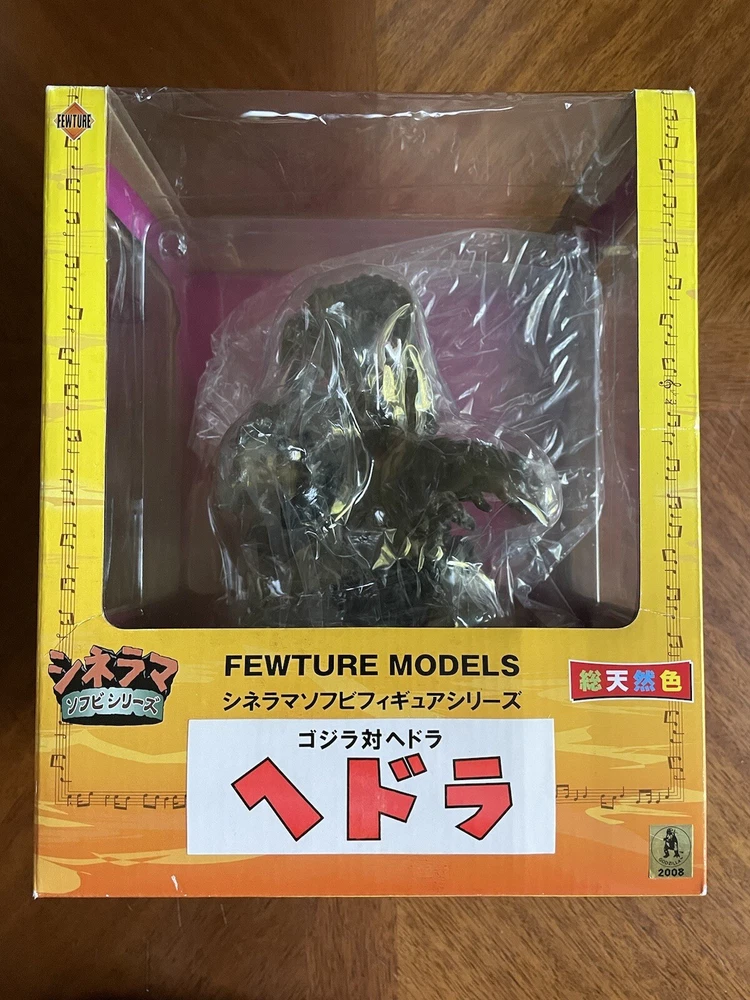 FEWTURE
シネラマ
ソフビシリーズ
FEWTURE MODELS
シネラマソフビフィギュアシリーズ
総天然色
ゴジラ対ヘドラ
ヘドラ
GODZILLA
2008